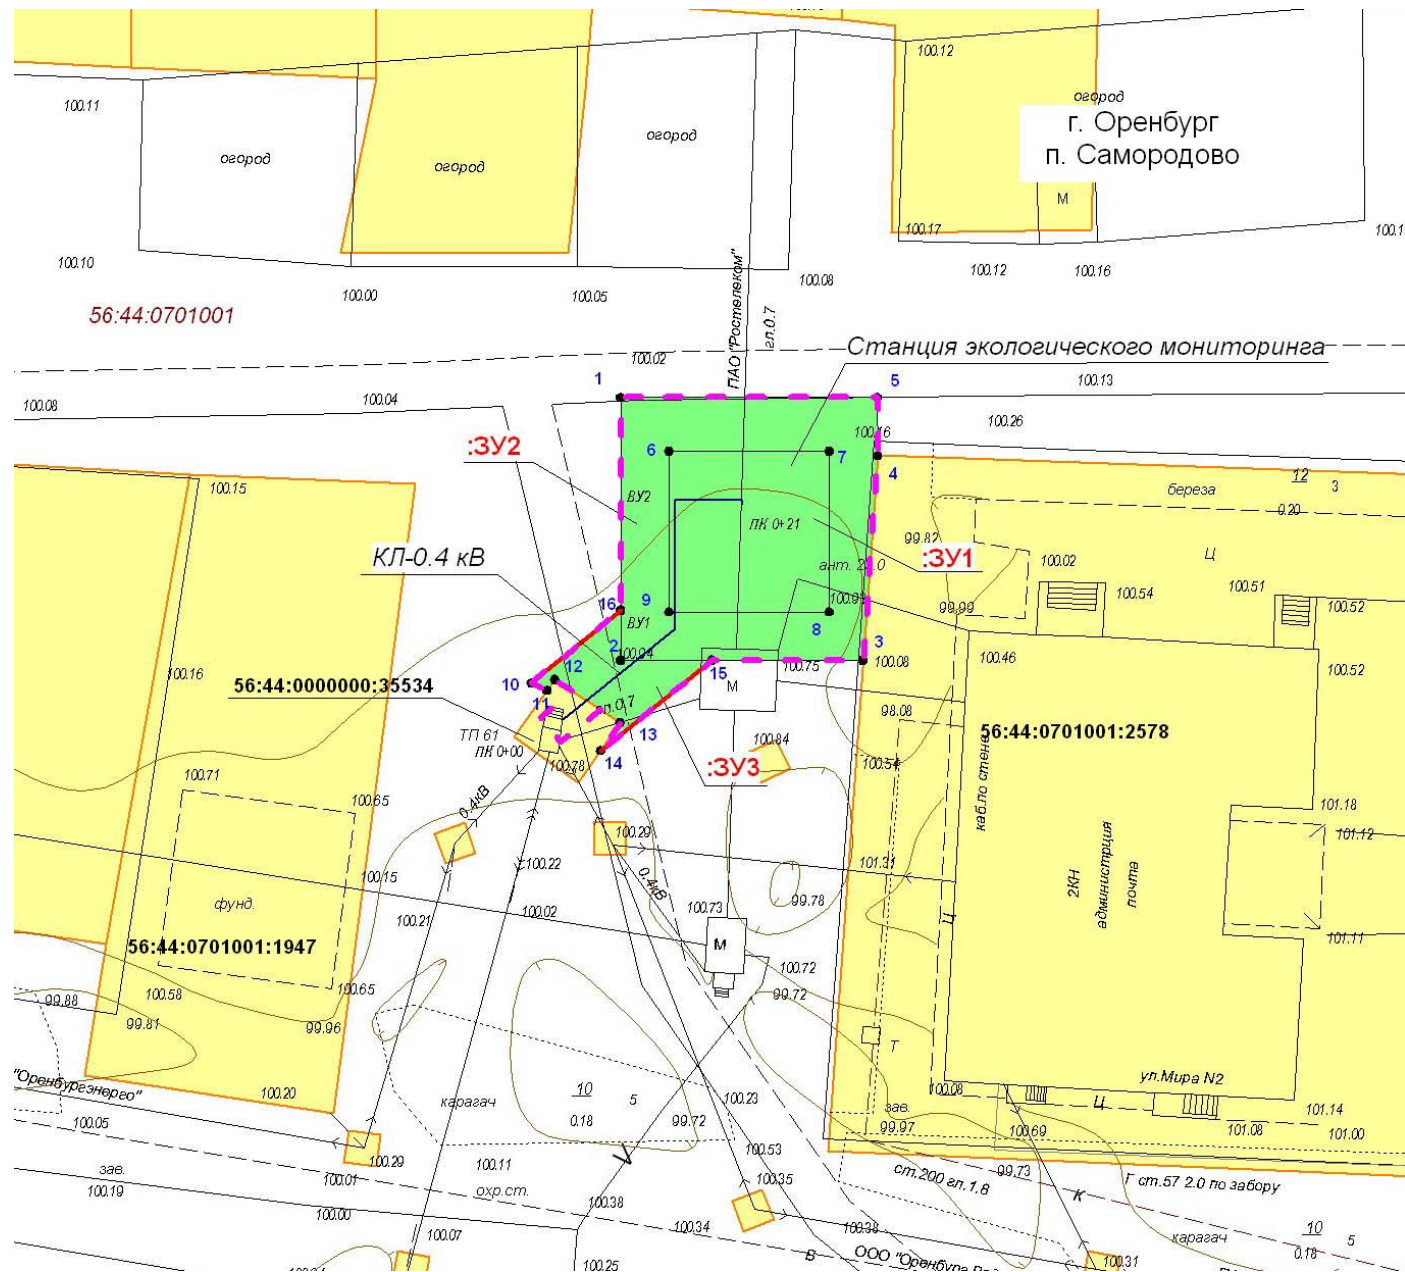 100.12
100.11
огород
г. Оренбург
п. Самородово
огород
огород
огород
М
100.17
100.10
100.00
100.05
100.08
100.12
100.16
100.1
56:44:0701001
ПАО "Ростелеком"
гл.0.7
Станция экологического мониторинга
100.02
100.13
1
5
100.08
100.04
100.26
100.16
:ЗУ2
6
7
4
100.15
береза
12
3
0.20
ВУ2
ПК 0+21
99.82
Ц
КЛ-0.4 кВ
:ЗУ1
100.02
100.54
100.51
100.52
16
9
8
99.99
ВУ1
2
100.94
3
100.46
100.52
100.16
12
15
100.75
100.08
56:44:0000000:35534
10
11
М
98.08
56:44:0701001:2578
13
ТП 61
ПК 0+00
14
100.78
100.84
100.54
:ЗУ3
100.71
100.65
0.4кВ
каб.по стене
101.18
101.12
100.29
101.31
100.22
100.15
0.4кВ
2КН
администрция
почта
фунд.
100.21
100.02
99.78
100.73
Ц
56:44:0701001:1947
М
101.11
100.72
100.58
100.65
99.72
99.88
99.81
99.96
Т
"Оренбургэнерго"
100.20
ул.Мира N2
100.08
Ц
карагач
10
5
0.18
100.23
99.72
зав.
99.97
101.14
100.05
100.69
101.08
101.00
100.29
100.53
зав.
100.01
100.11
99.73
ст.200 гл.1.8
Г ст.57 2.0 по забору
100.19
охр.ст.
100.35
К
100.00
100.38
100.34
100.38
карагач
10
5
0.18
100.07
В
ООО "Оренбург
100.25
100.31